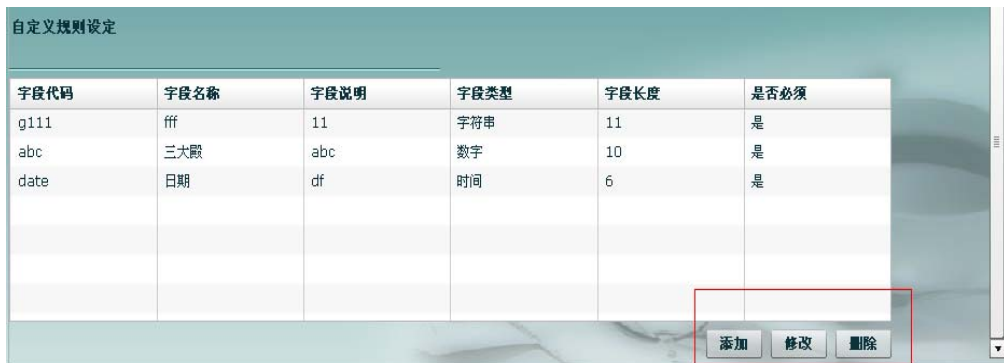 自定义规则设定
字段代码 字段名称 字段说明 字段类型 字段长度 是否必须
g111 fff 11 字符串 11 是
abc 三大殿 abc 数字 10 是
date 日期 df 时间 6 是
添加 修改 删除